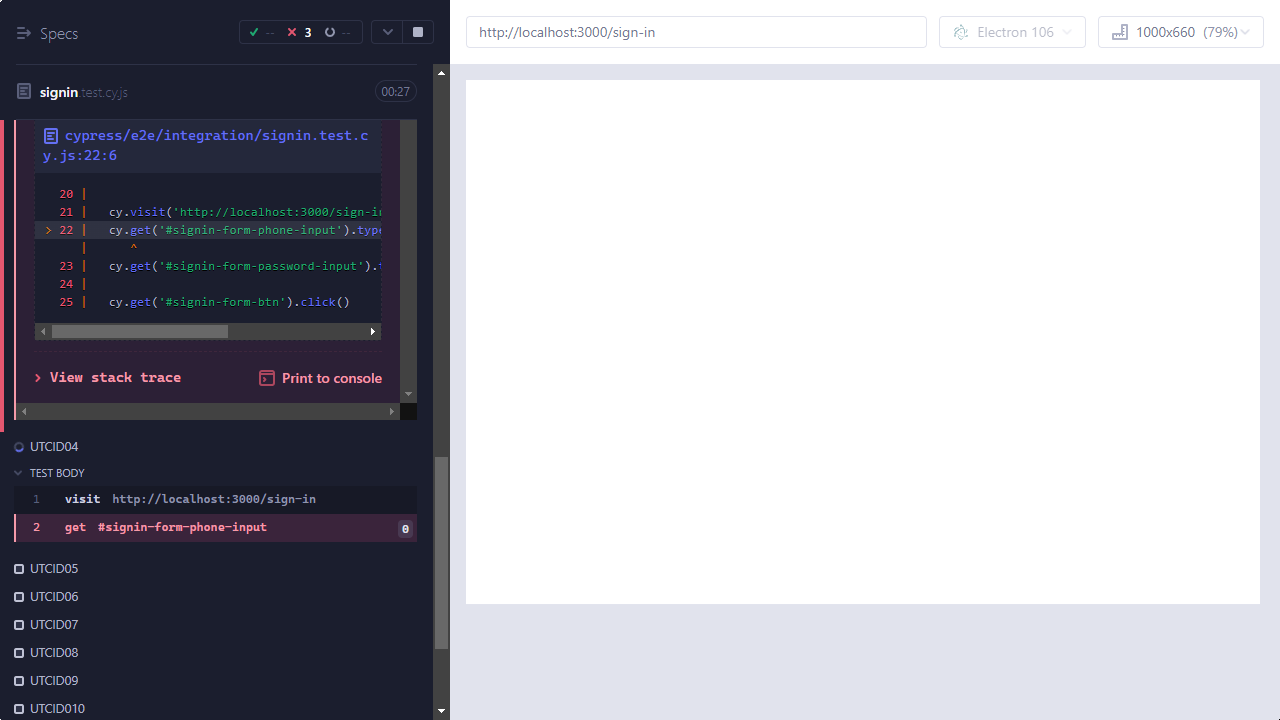 Specs
-- 3 --
http://localhost:3000/sign-in
Electron 106
1000x660 (79%)
signin.test.cy.js
00:27
cypress/e2e/integration/signin.test.c
y.js:22:6
20 |
21 | cy.visit('http://localhost:3000/sign-in
> 22 | cy.get('#signin-form-phone-input').type
| ^
23 | cy.get('#signin-form-password-input').t
24 |
25 | cy.get('#signin-form-btn').click()
View stack trace
Print to console
UTCID04
TEST BODY
1 visit http://localhost:3000/sign-in
2 get #signin-form-phone-input 0
UTCID05
UTCID06
UTCID07
UTCID08
UTCID09
UTCID010